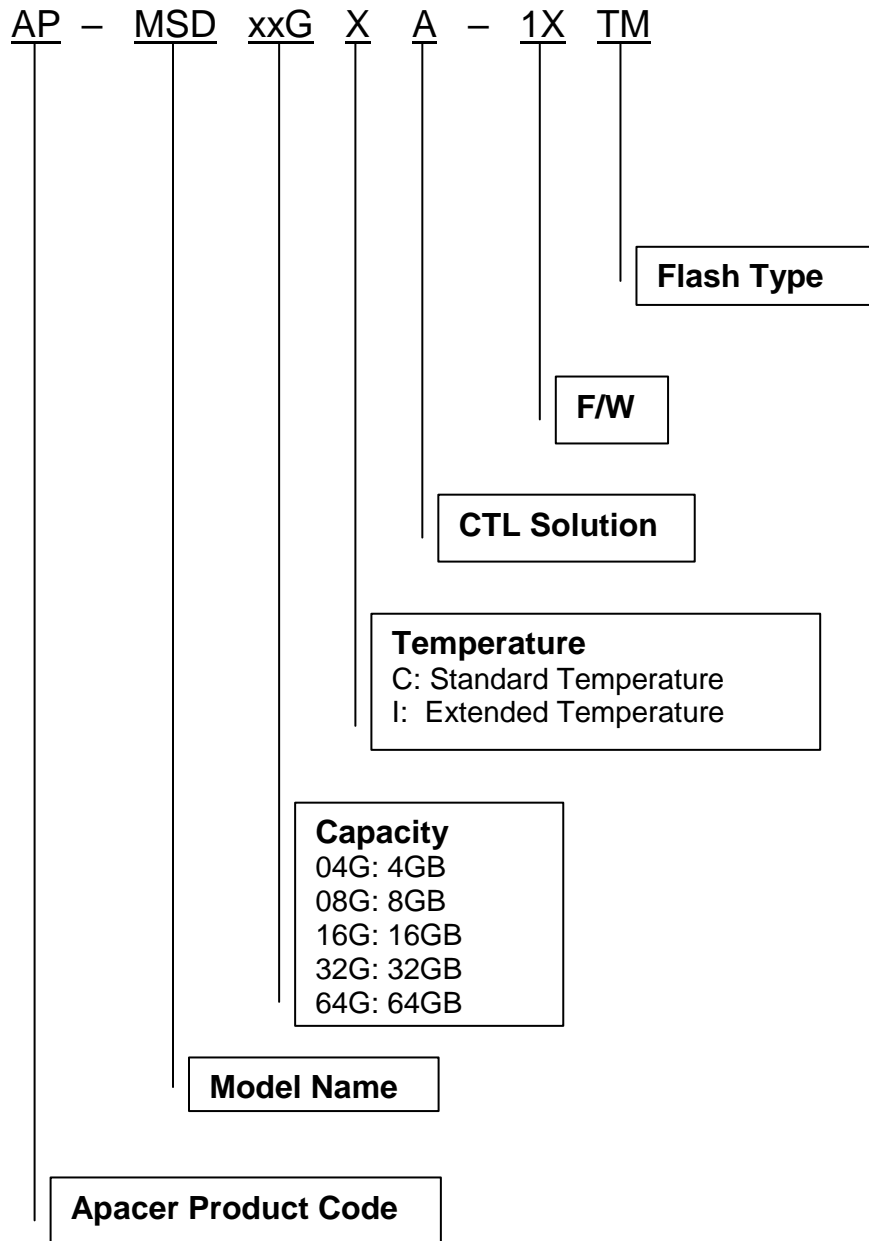 AP – MSD xxG X A – 1X TM
Flash Type
F/W
CTL Solution
Temperature
C: Standard Temperature
I: Extended Temperature
Capacity
04G: 4GB
08G: 8GB
16G: 16GB
32G: 32GB
64G: 64GB
Model Name
Apacer Product Code